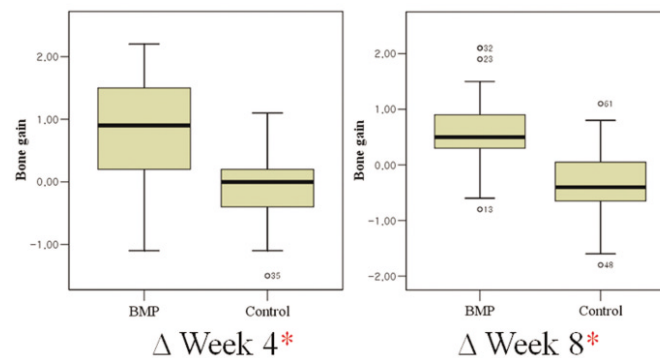 Bone gain
2.00
1.00
0.00
-1.00
35
BMP
Control
Δ Week 4*
Bone gain
2.00
1.00
0.00
-1.00
-2.00
32
23
13
61
48
BMP
Control
Δ Week 8*